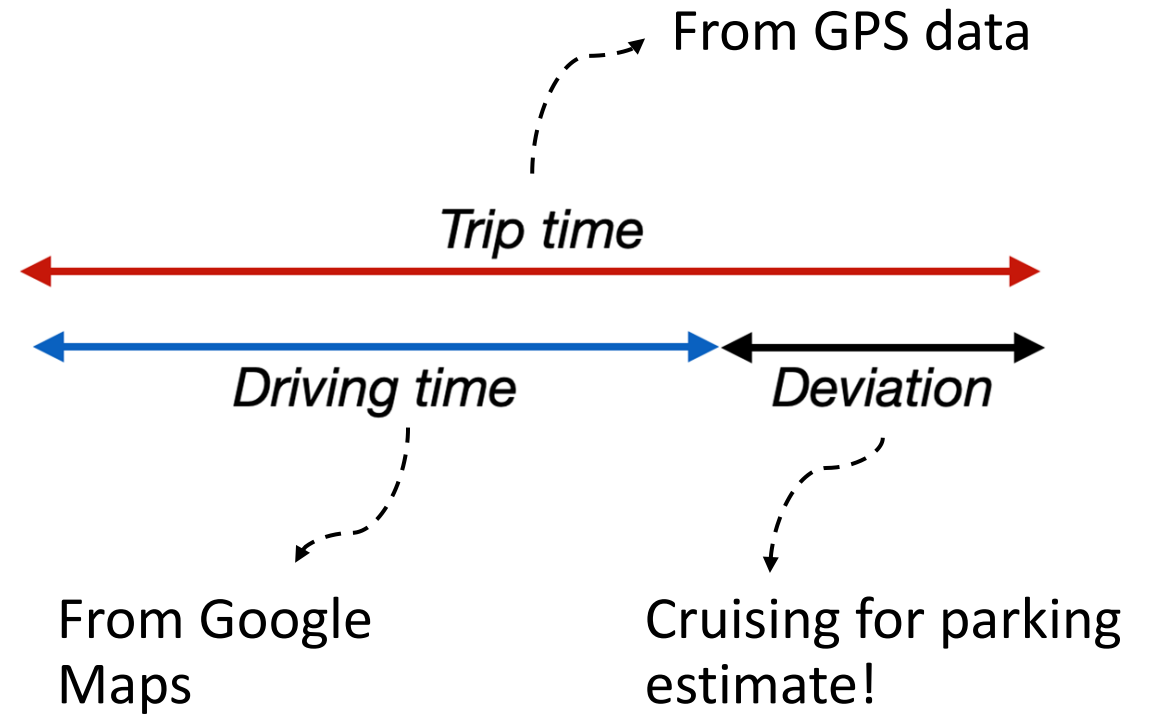 From GPS data
Trip time
Driving time
Deviation
From Google
Maps
Cruising for parking
estimate!